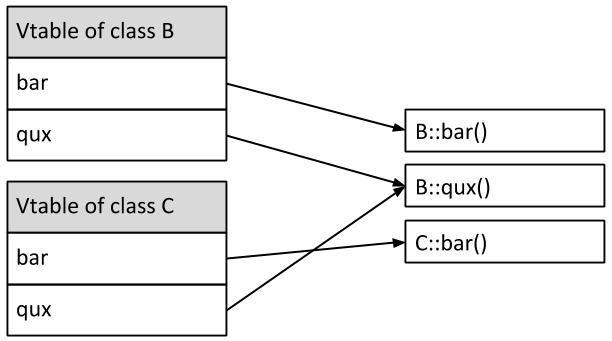 Vtable of class B
bar
qux
Vtable of class C
bar
qux
B::bar()
B::qux()
C::bar()